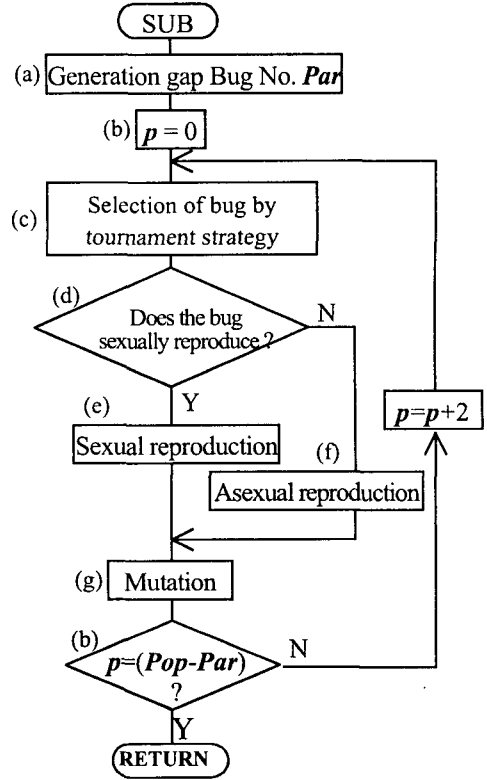 SUB
(a) Generation gap Bug No. Par
(b) p = 0
(c) Selection of bug by
tournament strategy
(d) Does the bug
sexually reproduce?
N
Y
(e) Sexual reproduction
p=p+2
(f) Asexual reproduction
(g) Mutation
(b) p=(Pop-Par)
?
N
Y
RETURN